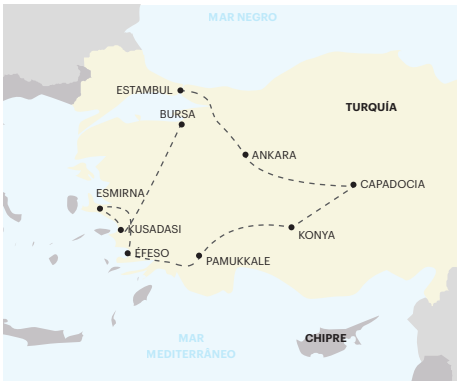 MAR NEGRO
ESTAMBUL
TURQUÍA
BURSA
ANKARA
CAPADOCIA
ESMIRNA
KUSADASI
KONYA
ÉFESO
PAMUKKALE
MAR
MEDITERRÁNEO
CHIPRE